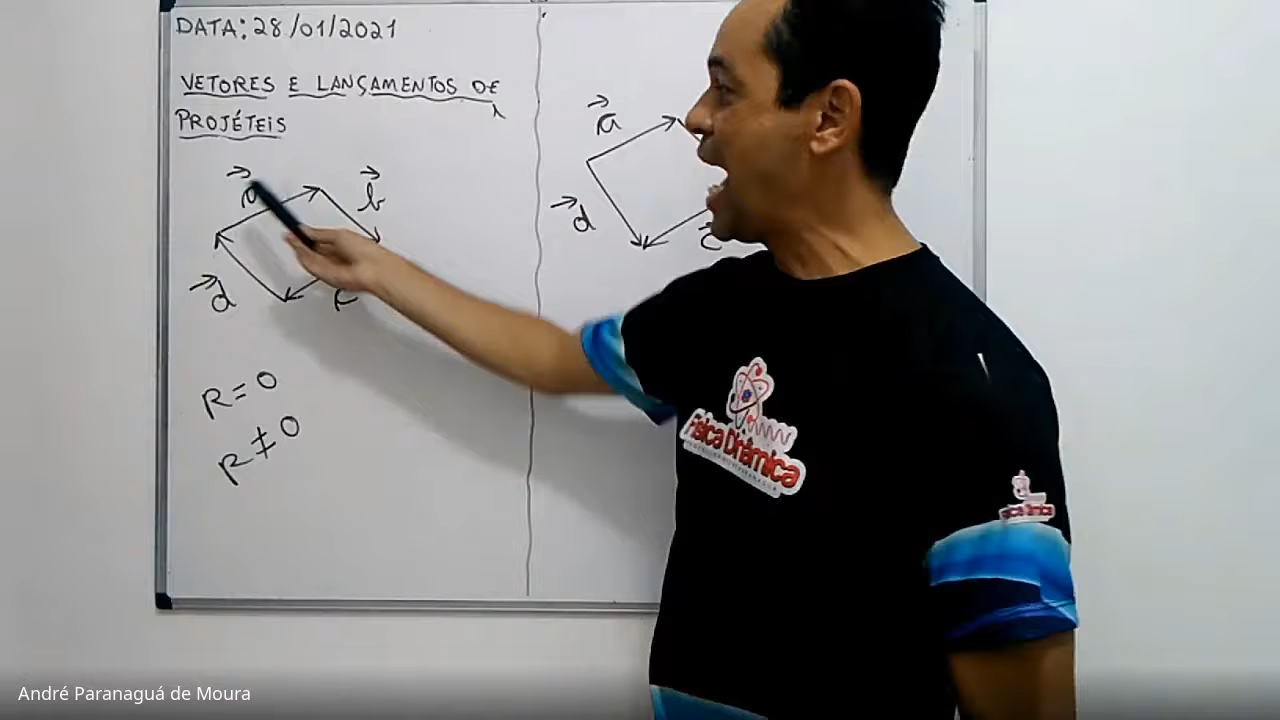 DATA: 28/01/2021
VETORES E LANÇAMENTOS DE
PROJÉTEIS
a
b
d
c
R = 0
R ≠ 0
a
d
c
Física Dinâmica
André Paranaguá de Moura